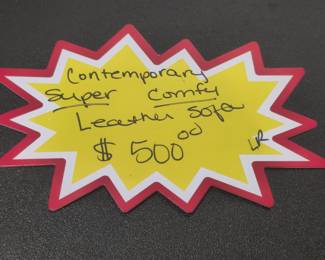 Contemporary
Super Comfy
Leather Sofa
$ 500 00
LR